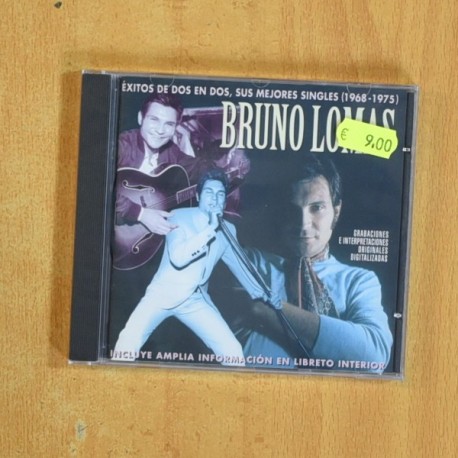 ÉXITOS DE DOS EN DOS, SUS MEJORES SINGLES (1968-1975)
BRUNO LOMAS
€ 9,00
GRABACIONES
E INTERPRETACIONES
ORIGINALES
DIGITALIZADAS
INCLUYE AMPLIA INFORMACIÓN EN LIBRETO INTERIOR